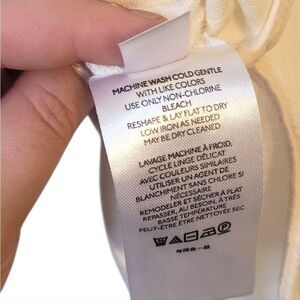 MACHINE WASH COLD GENTLE
WITH LIKE COLORS
USE ONLY NON-CHLORINE
BLEACH
RESHAPE & LAY FLAT TO DRY
LOW IRON AS NEEDED
MAY BE DRY CLEANED
LAVAGE MACHINE À FROID,
CYCLE LINGE DÉLICAT
AVEC COULEURS SIMILAIRES
UTILISER UN AGENT DE
BLANCHIMENT SANS CHLORE SI
NÉCESSAIRE
REMODELER ET SÉCHER À PLAT
REPASSER, AU BESOIN, À
BASSE TEMPÉRATURE
PEUT-ÊTRE ÊTRE NETTOYÉE SEC